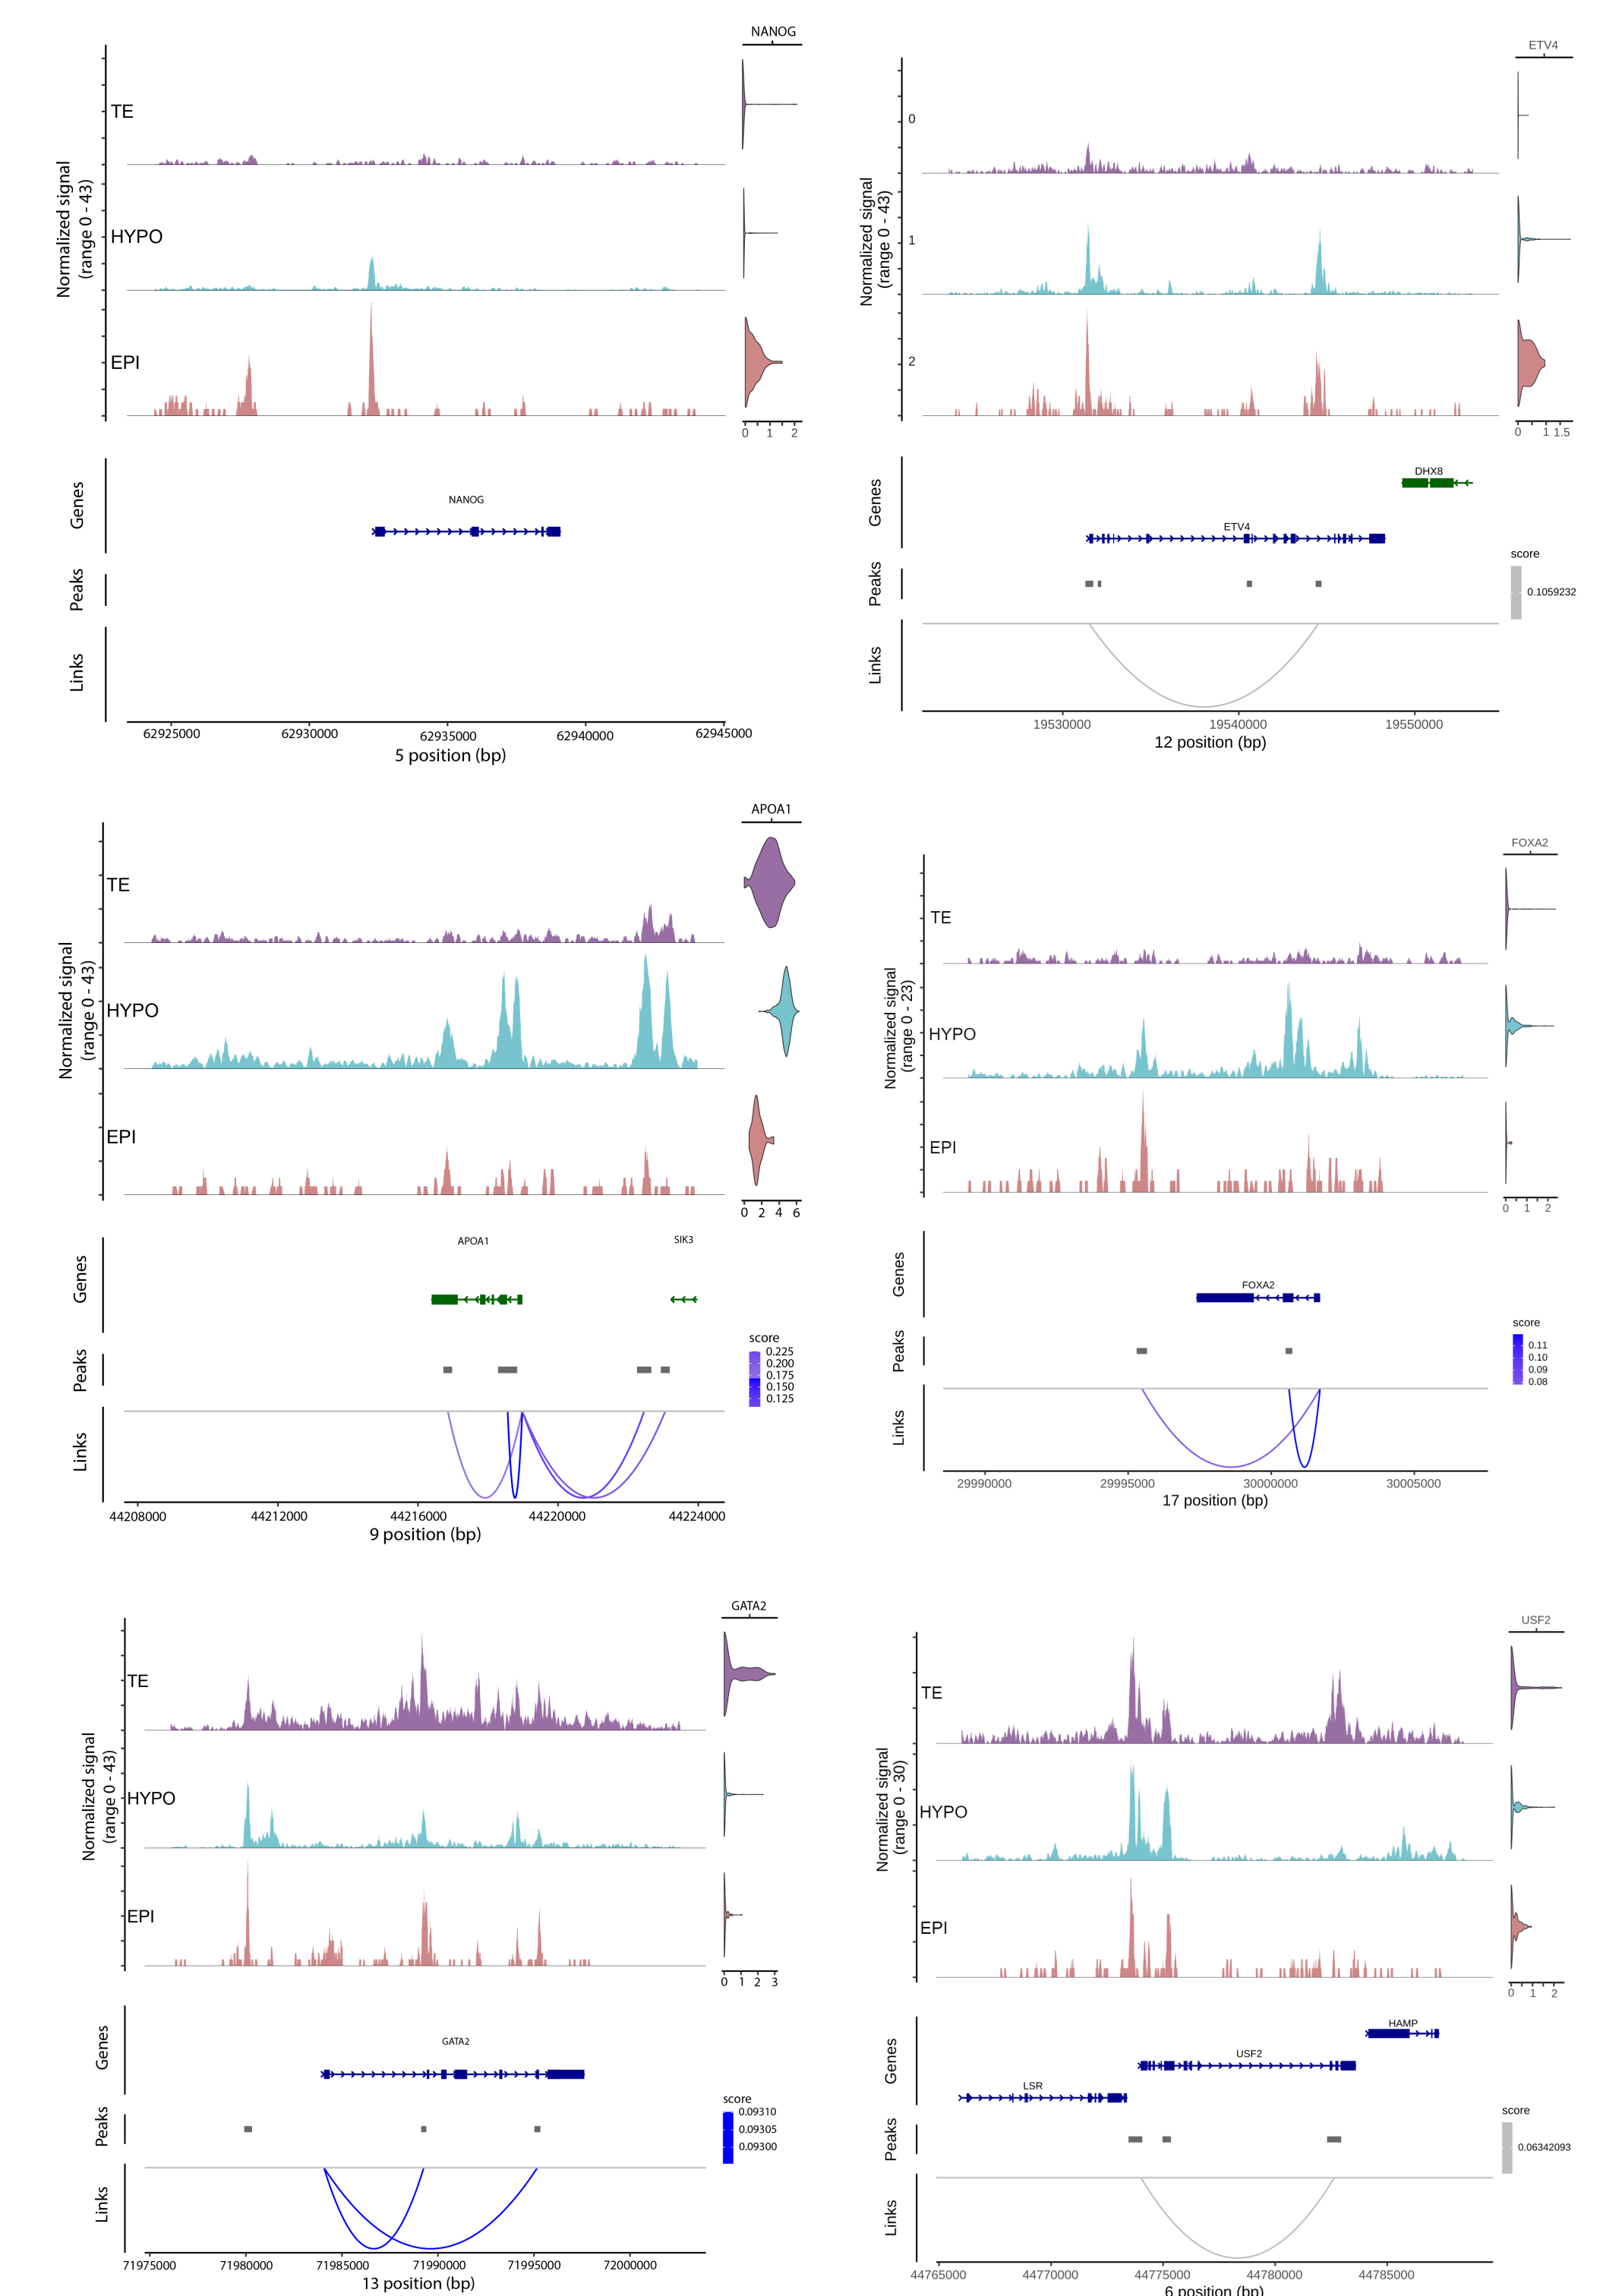 NANOG
TE
HYPO
EPI
Normalized signal
(range 0 - 43)
0 1 2
Genes
NANOG
Peaks
Links
62925000 62930000 62935000 62940000 62945000
5 position (bp)
ETV4
0
1
2
Normalized signal
(range 0 - 43)
0 1 1.5
Genes
DHX8
ETV4
Peaks
score
0.1059232
Links
19530000 19540000 19550000
12 position (bp)
APOA1
TE
HYPO
EPI
Normalized signal
(range 0 - 43)
0 2 4 6
Genes
APOA1 SIK3
Peaks
score
0.225
0.200
0.175
0.150
0.125
Links
44208000 44212000 44216000 44220000 44224000
9 position (bp)
FOXA2
TE
HYPO
EPI
Normalized signal
(range 0 - 23)
0 1 2
Genes
FOXA2
Peaks
score
0.11
0.10
0.09
0.08
Links
29990000 29995000 30000000 30005000
17 position (bp)
GATA2
TE
HYPO
EPI
Normalized signal
(range 0 - 43)
0 1 2 3
Genes
GATA2
Peaks
score
0.09310
0.09305
0.09300
Links
71975000 71980000 71985000 71990000 71995000 72000000
13 position (bp)
USF2
TE
HYPO
EPI
Normalized signal
(range 0 - 30)
0 1 2
Genes
HAMP
USF2
LSR
Peaks
score
0.06342093
Links
44765000 44770000 44775000 44780000 44785000
6 position (bp)